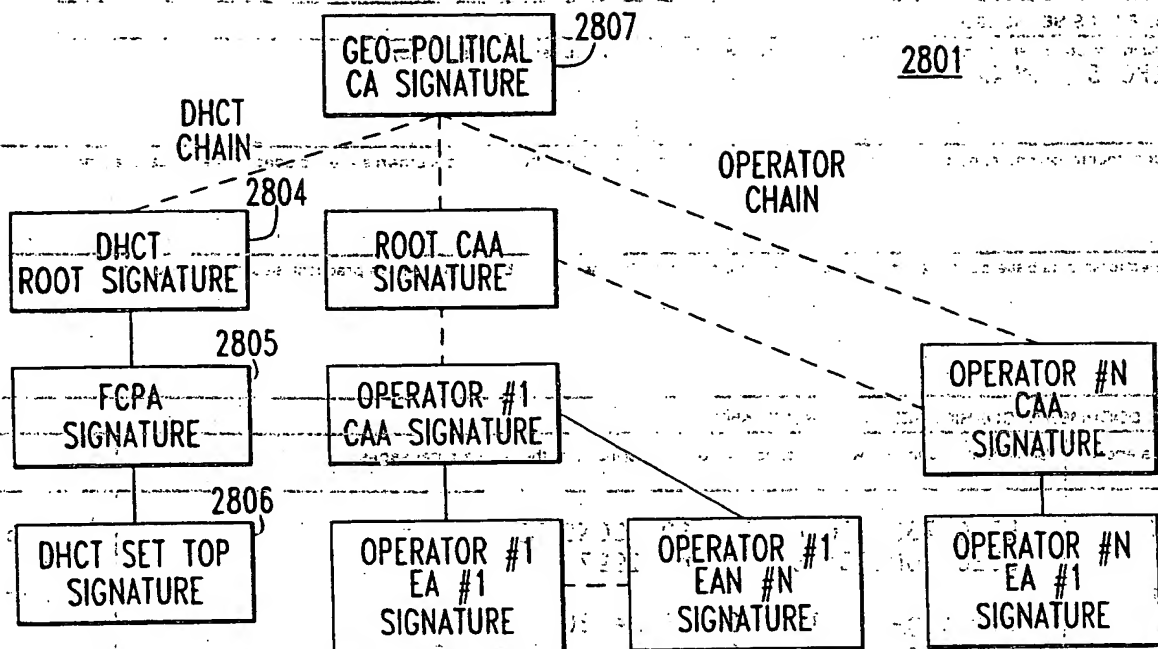 GEO-POLITICAL
CA SIGNATURE
2807
2801
DHCT
CHAIN
OPERATOR
CHAIN
2804
DHCT
ROOT SIGNATURE
ROOT CAA
SIGNATURE
2805
FCPA
SIGNATURE
OPERATOR #1
CAA SIGNATURE
OPERATOR #N
CAA
SIGNATURE
2806
DHCT SET TOP
SIGNATURE
OPERATOR #1
EA #1
SIGNATURE
OPERATOR #1
EAN #N
SIGNATURE
OPERATOR #N
EA #1
SIGNATURE